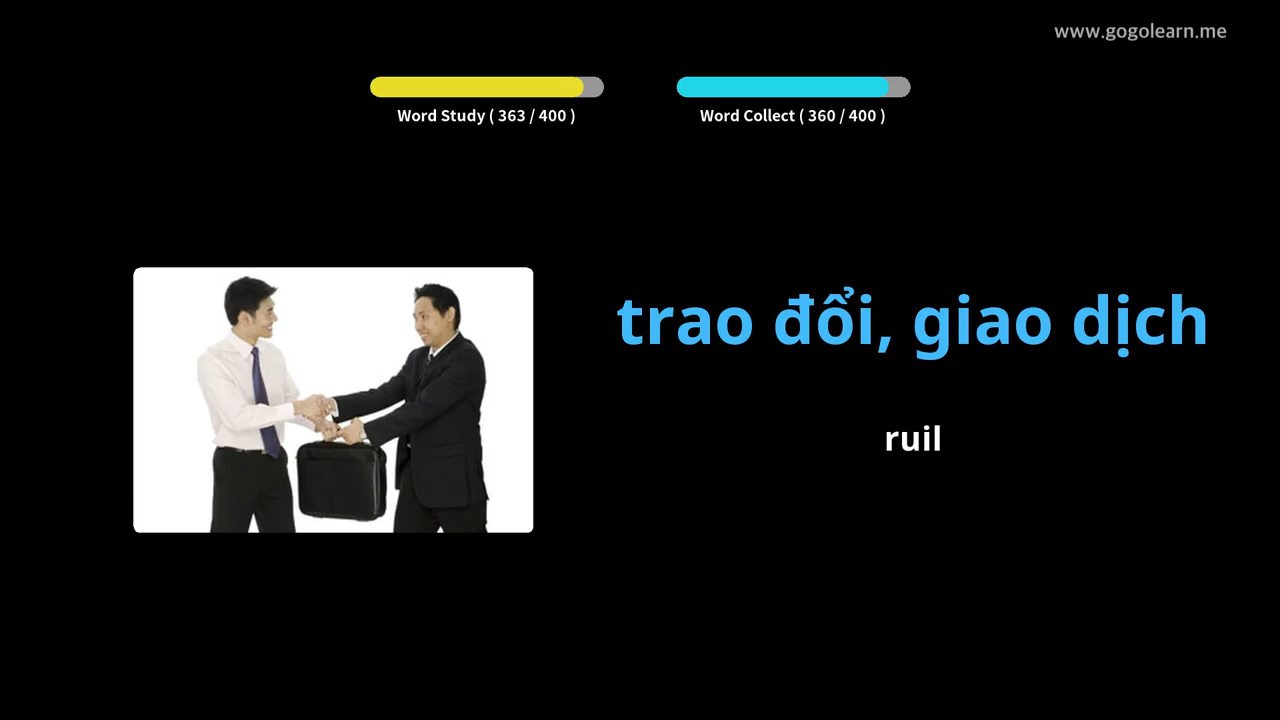 www.gogolearn.me
Word Study ( 363 / 400 )
Word Collect ( 360 / 400 )
trao đổi, giao dịch
ruil